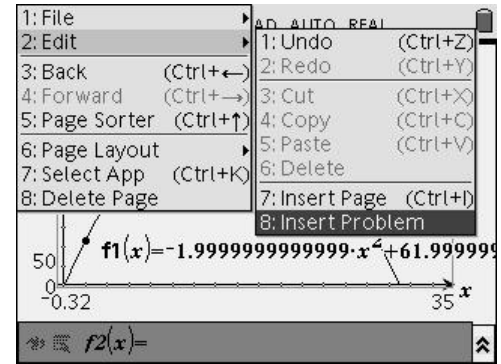 1: File
AD AUTO REAL
2: Edit
1: Undo (Ctrl+Z)
2: Redo (Ctrl+Y)
3: Back (Ctrl+←)
4: Forward (Ctrl+→)
3: Cut (Ctrl+X)
5: Page Sorter (Ctrl+↑)
4: Copy (Ctrl+C)
5: Paste (Ctrl+V)
6: Page Layout
6: Delete
7: Select App (Ctrl+K)
7: Insert Page (Ctrl+I)
8: Delete Page
8: Insert Problem
50
f1(x)=-1.9999999999999·x²+61.99999
0
-0.32
35 x
f2(x)=